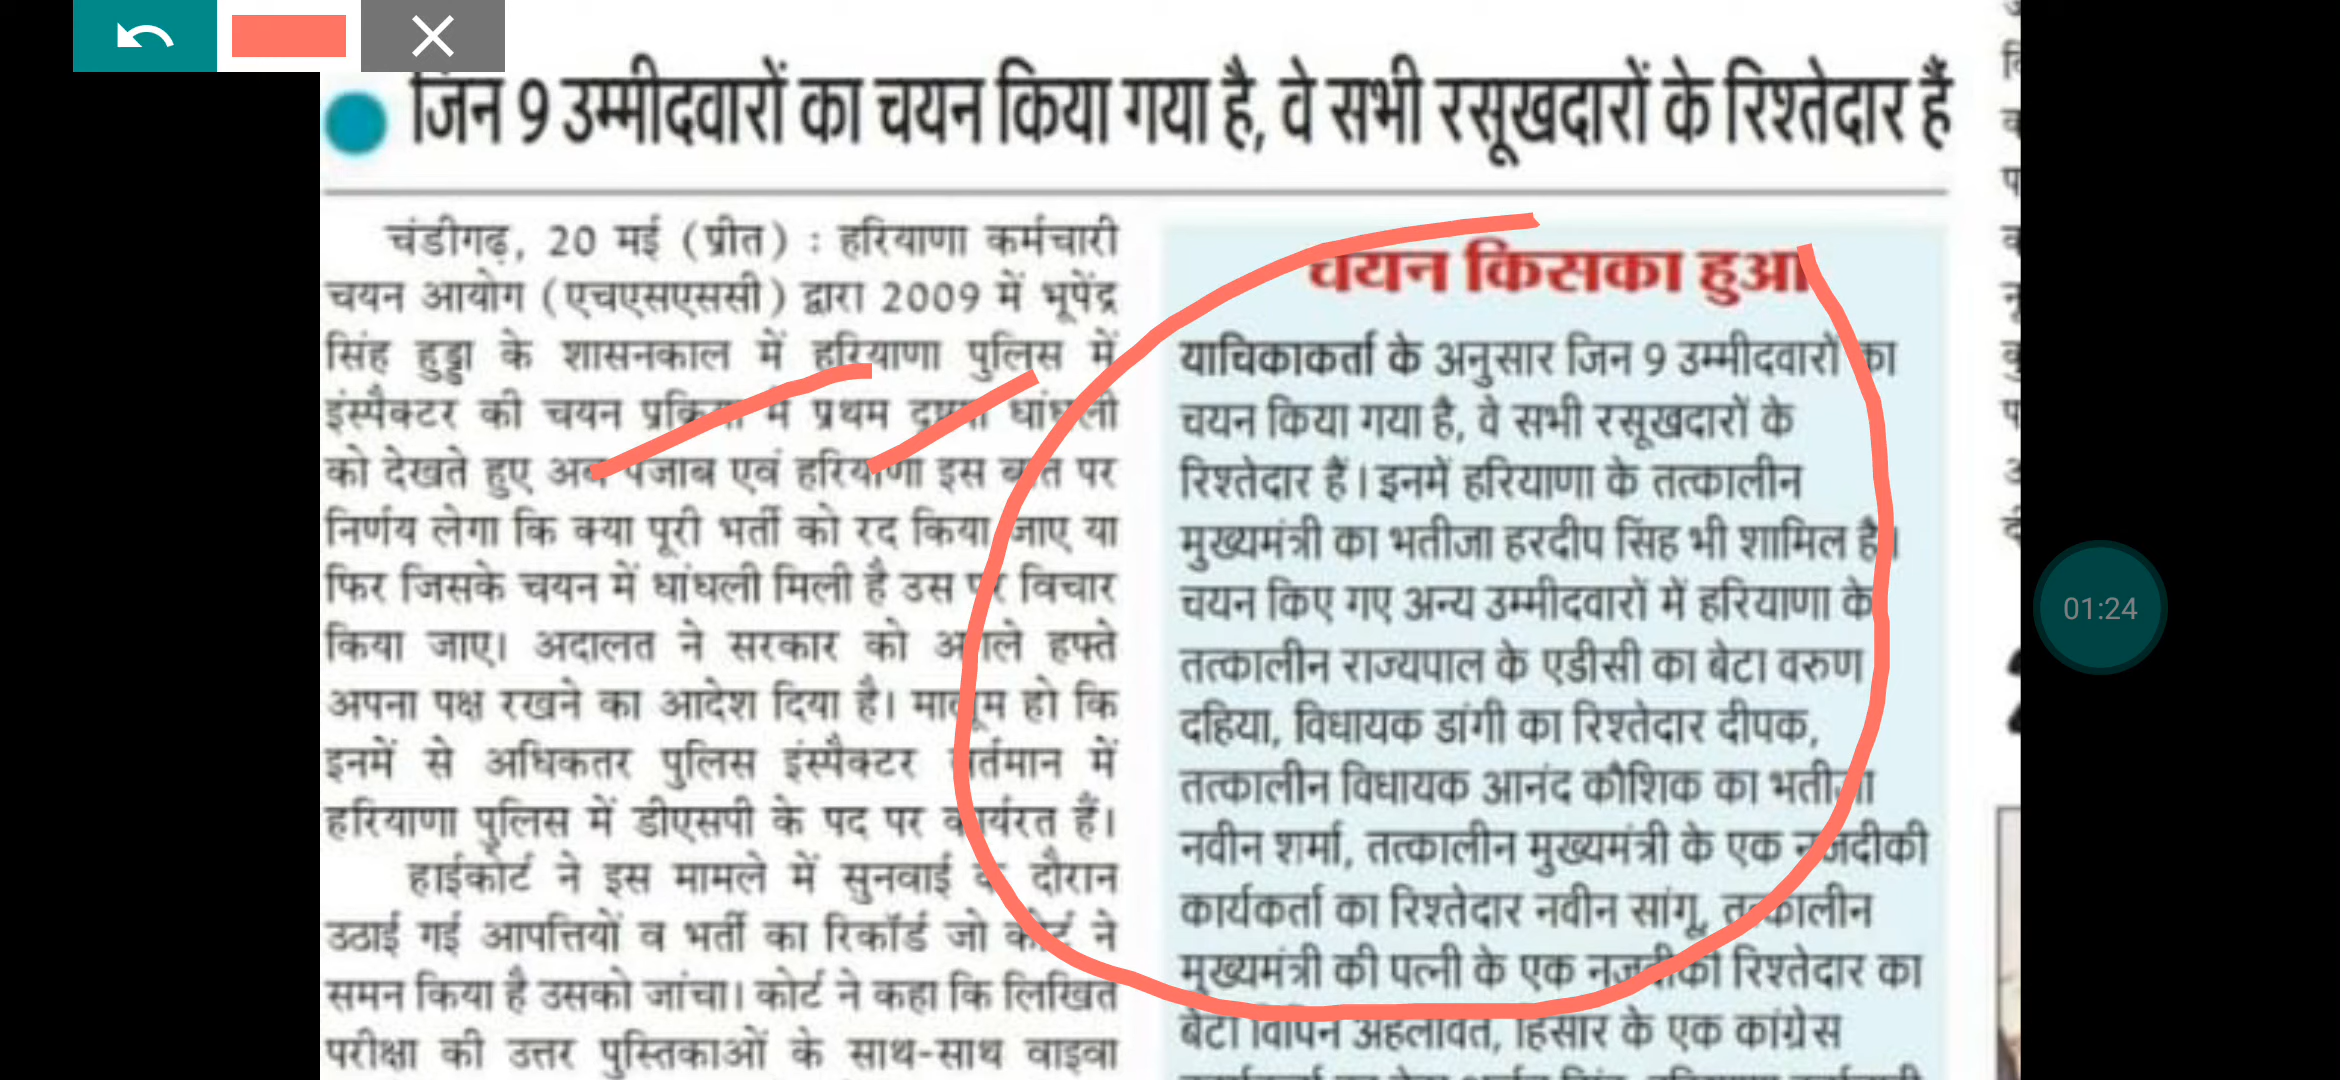 जिन 9 उम्मीदवारों का चयन किया गया है, वे सभी रसूखदारों के रिश्तेदार हैं
चंडीगढ़, 20 मई (प्रीत) : हरियाणा कर्मचारी
चयन आयोग (एचएसएससी) द्वारा 2009 में भूपेंद्र
सिंह हुड्डा के शासनकाल में हरियाणा पुलिस में
इंस्पैक्टर की चयन प्रक्रिया में प्रथम दृष्टया धांधली
को देखते हुए अब पंजाब एवं हरियाणा इस बात पर
निर्णय लेगा कि क्या पूरी भर्ती को रद किया जाए या
फिर जिसके चयन में धांधली मिली है उस पर विचार
किया जाए। अदालत ने सरकार को अगले हफ्ते
अपना पक्ष रखने का आदेश दिया है। मालूम हो कि
इनमें से अधिकतर पुलिस इंस्पैक्टर वर्तमान में
हरियाणा पुलिस में डीएसपी के पद पर कार्यरत हैं।
हाईकोर्ट ने इस मामले में सुनवाई के दौरान
उठाई गई आपत्तियों व भर्ती का रिकॉर्ड जो कोर्ट ने
समन किया है उसको जांचा। कोर्ट ने कहा कि लिखित
परीक्षा की उत्तर पुस्तिकाओं के साथ-साथ वाइवा
चयन किसका हुआ
याचिकाकर्ता के अनुसार जिन 9 उम्मीदवारों का
चयन किया गया है, वे सभी रसूखदारों के
रिश्तेदार हैं। इनमें हरियाणा के तत्कालीन
मुख्यमंत्री का भतीजा हरदीप सिंह भी शामिल है।
चयन किए गए अन्य उम्मीदवारों में हरियाणा के
तत्कालीन राज्यपाल के एडीसी का बेटा वरुण
दहिया, विधायक डांगी का रिश्तेदार दीपक,
तत्कालीन विधायक आनंद कौशिक का भतीजा
नवीन शर्मा, तत्कालीन मुख्यमंत्री के एक नजदीकी
कार्यकर्ता का रिश्तेदार नवीन सांगू, तत्कालीन
मुख्यमंत्री की पत्नी के एक नजदीकी रिश्तेदार का
बेटा विपिन अहलावत, हिसार के एक कांग्रेस
01:24